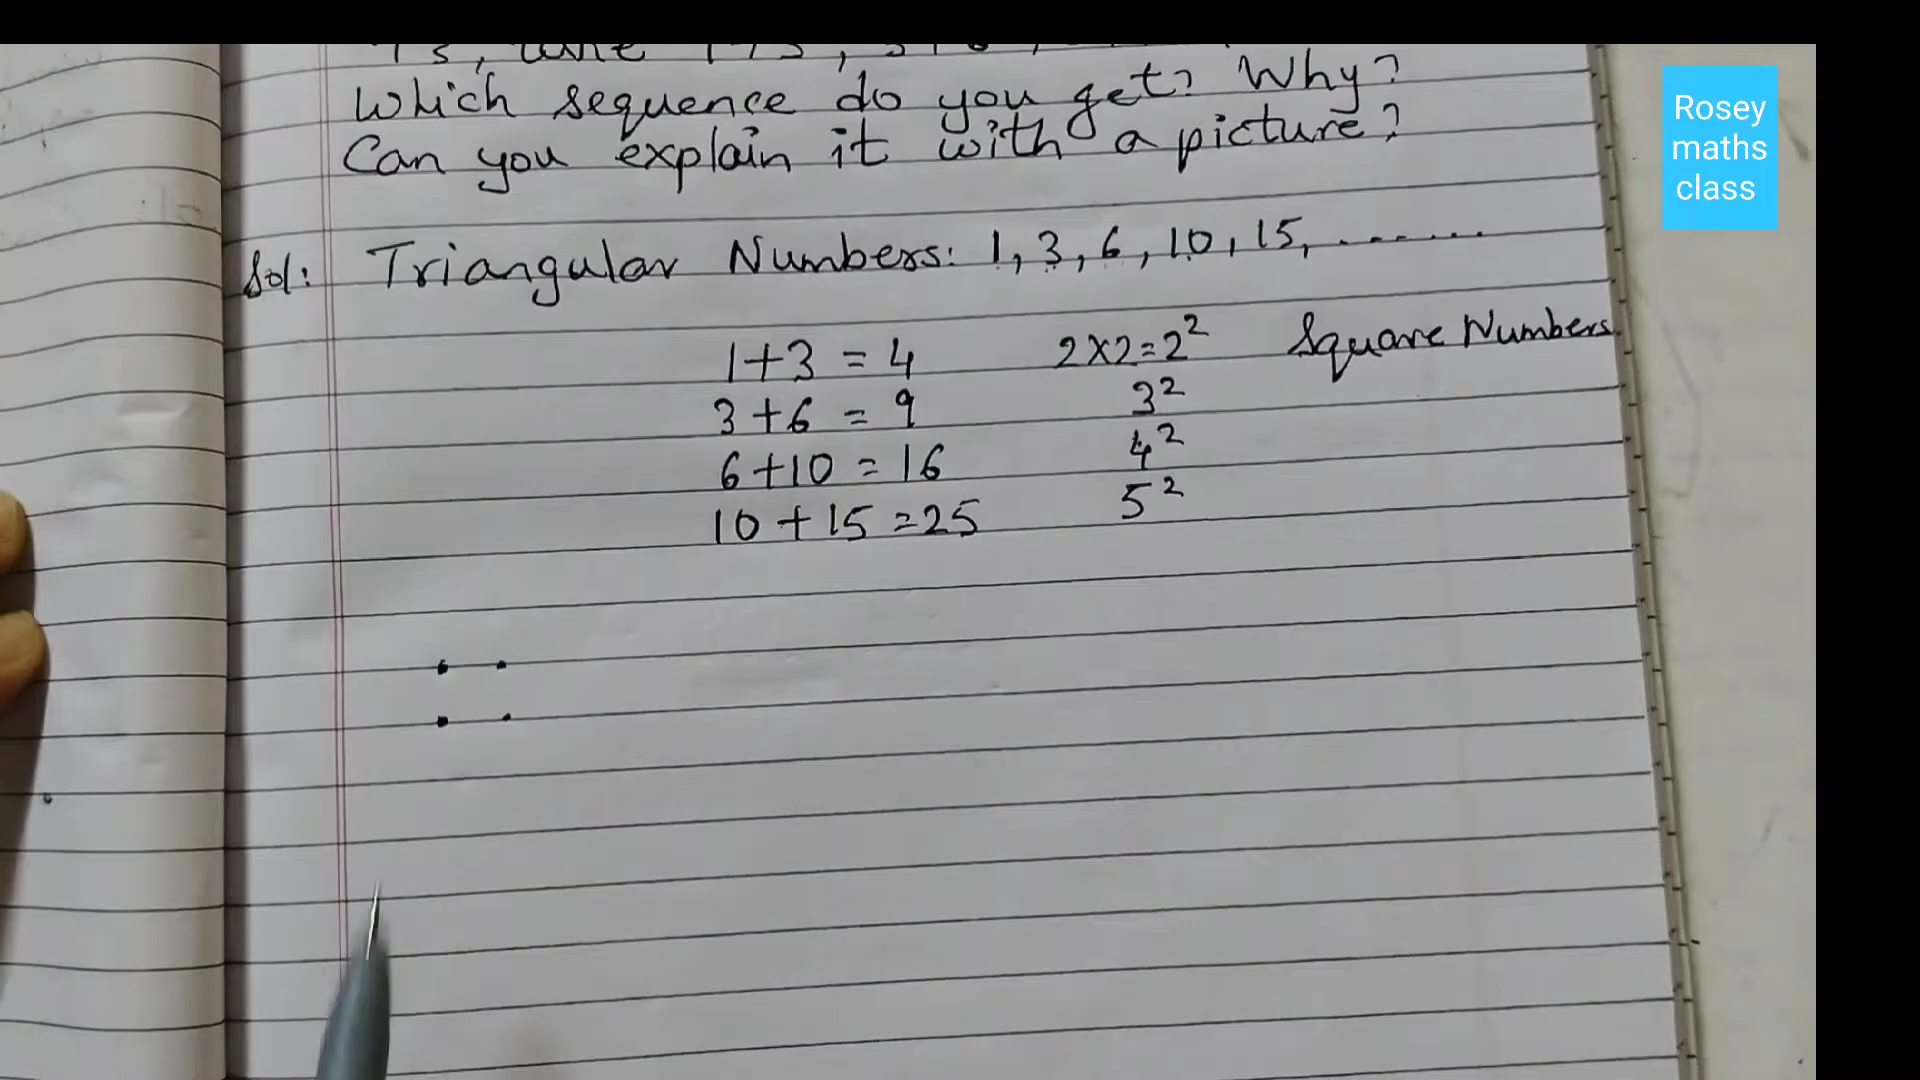 Which sequence do you get? Why?
Can you explain it with a picture?
Sol: Triangular Numbers: 1, 3, 6, 10, 15, .......
1+3 = 4 2×2=2² Square Numbers.
3+6 = 9 3²
6+10 = 16 4²
10+15=25 5²
Rosey
maths
class